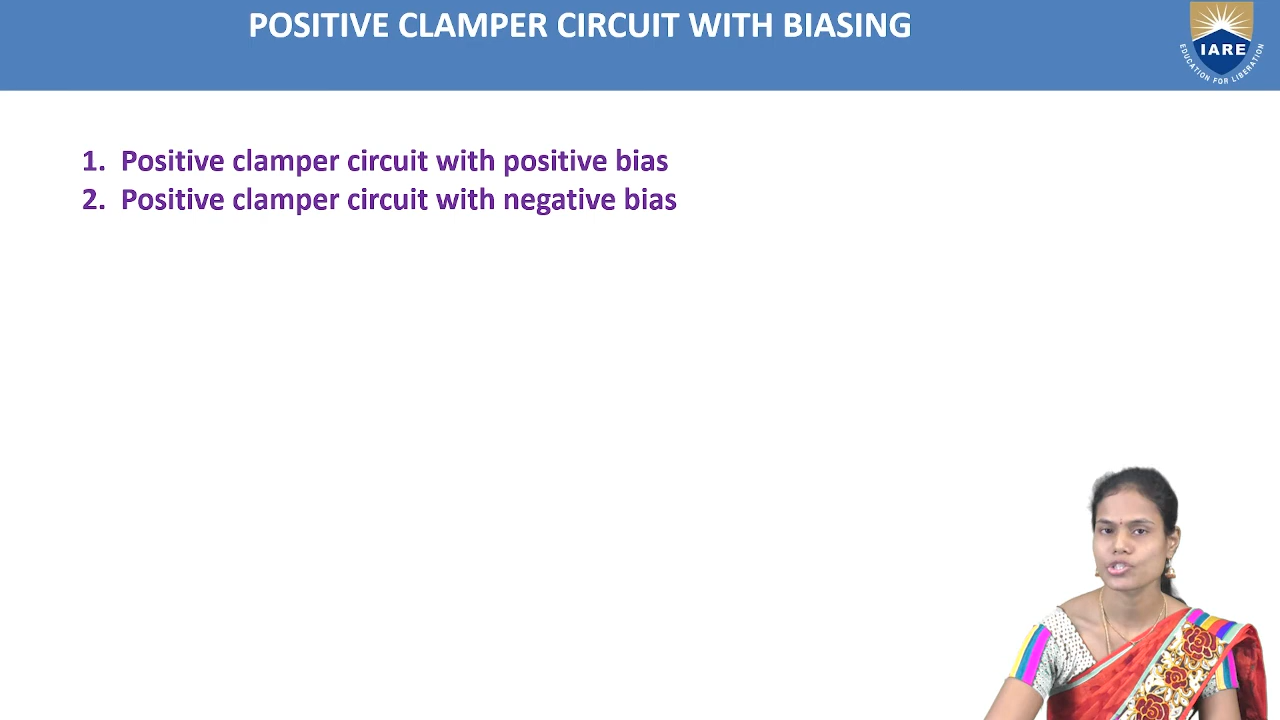 POSITIVE CLAMPER CIRCUIT WITH BIASING
IARE
EDUCATION FOR LIBERATION
1. Positive clamper circuit with positive bias
2. Positive clamper circuit with negative bias